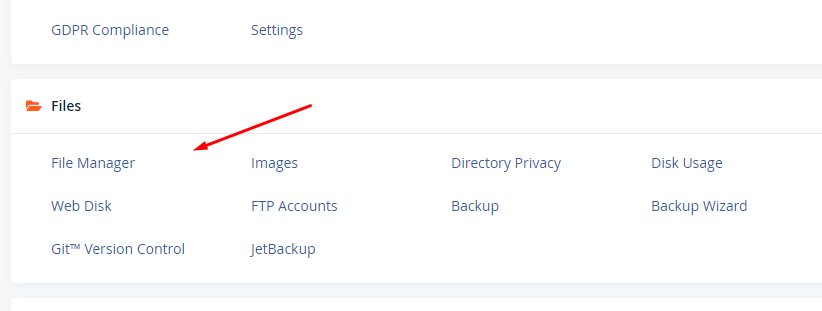 GDPR Compliance Settings
Files
File Manager Images Directory Privacy Disk Usage
Web Disk FTP Accounts Backup Backup Wizard
Git™ Version Control JetBackup